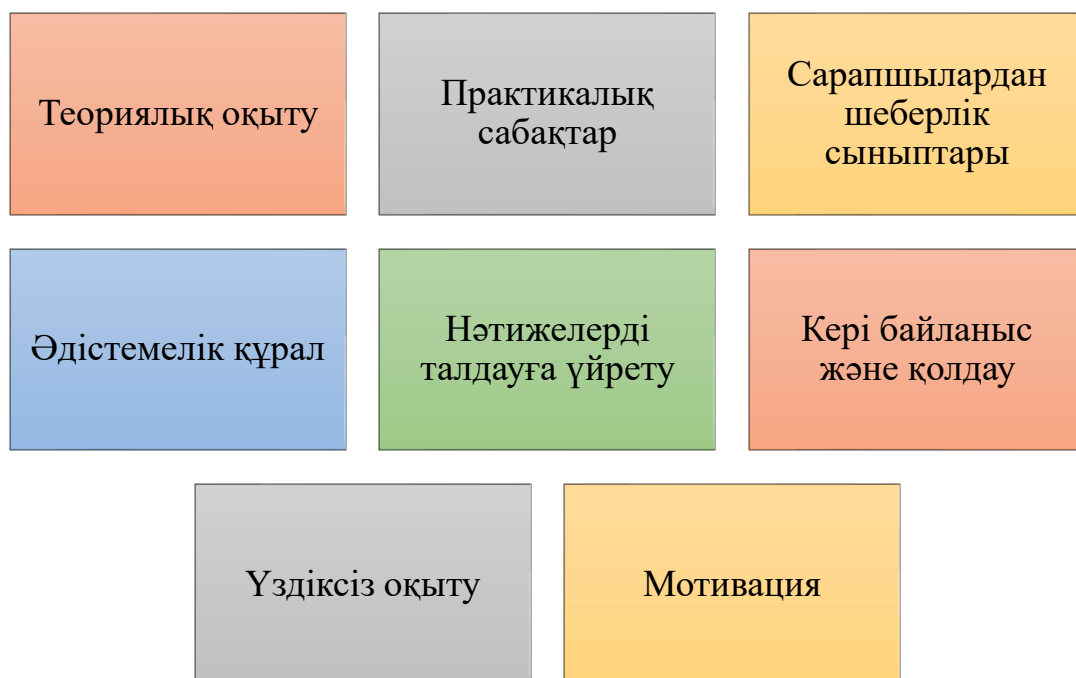 Теориялық оқыту
Практикалық
сабақтар
Сарапшылардан
шеберлік
сыныптары
Әдістемелік құрал
Нәтижелерді
талдауға үйрету
Кері байланыс
және қолдау
Үздіксіз оқыту
Мотивация